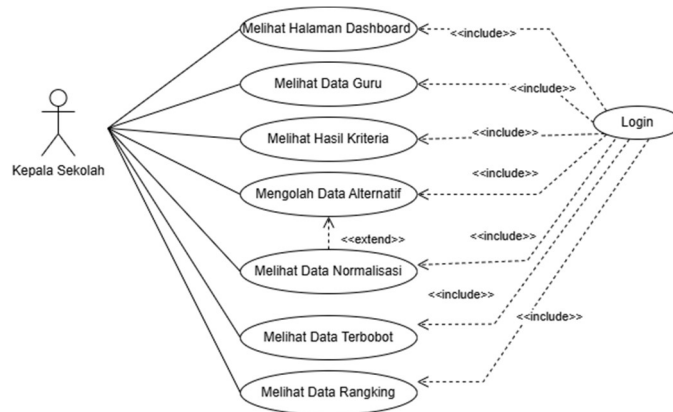 Melihat Halaman Dashboard
<<include>>
Melihat Data Guru
<<include>>
Login
Melihat Hasil Kriteria
<<include>>
Kepala Sekolah
Mengolah Data Alternatif
<<include>>
<<extend>>
<<include>>
Melihat Data Normalisasi
<<include>>
<<include>>
Melihat Data Terbobot
Melihat Data Rangking